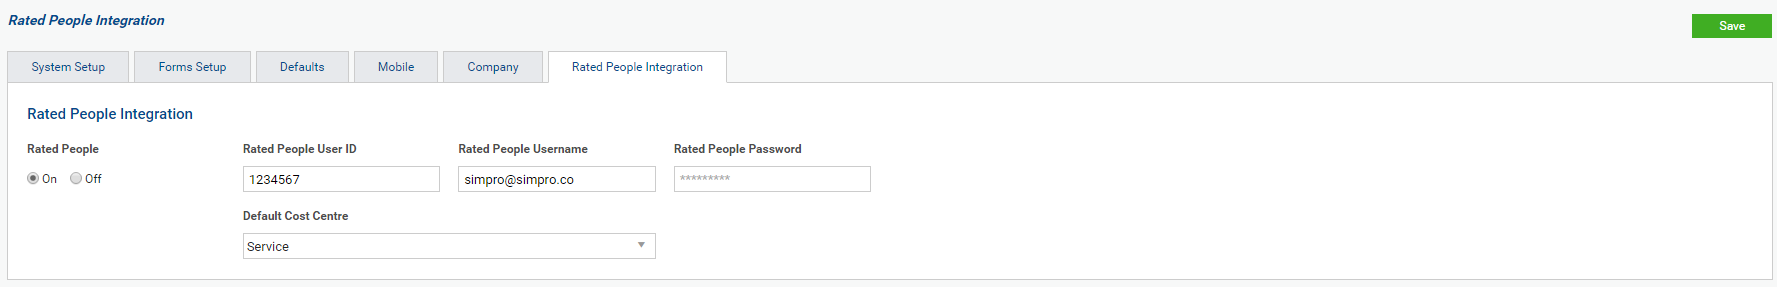 Rated People Integration
Save
System Setup Forms Setup Defaults Mobile Company Rated People Integration
Rated People Integration
Rated People Rated People User ID Rated People Username Rated People Password
On Off 1234567 simpro@simpro.co *********
Default Cost Centre
Service